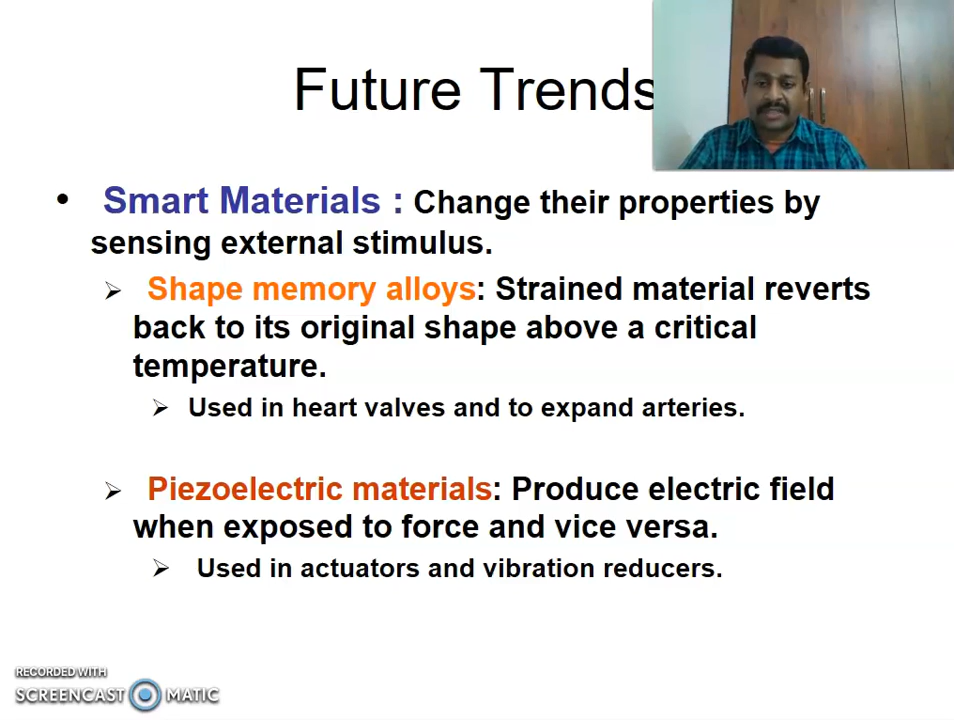 Future Trends
• Smart Materials : Change their properties by
sensing external stimulus.
➢ Shape memory alloys: Strained material reverts
back to its original shape above a critical
temperature.
➢ Used in heart valves and to expand arteries.
➢ Piezoelectric materials: Produce electric field
when exposed to force and vice versa.
➢ Used in actuators and vibration reducers.
RECORDED WITH
SCREENCAST MATIC